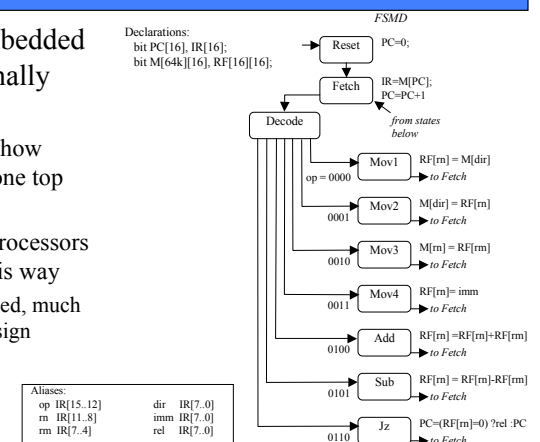 FSMD
bedded
nally
how
one top
rocessors
is way
ed, much
sign
Declarations:
bit PC[16], IR[16];
bit M[64k][16], RF[16][16];
Reset
PC=0;
Fetch
IR=M[PC];
PC=PC+1
Decode
from states
below
Mov1
RF[rn] = M[dir]
op = 0000
to Fetch
Mov2
M[dir] = RF[rn]
0001
to Fetch
Mov3
M[rn] = RF[rm]
0010
to Fetch
Mov4
RF[rn]= imm
0011
to Fetch
Add
RF[rn] =RF[rn]+RF[rm]
0100
to Fetch
Sub
RF[rn] = RF[rn]-RF[rm]
0101
to Fetch
Jz
PC=(RF[rn]=0) ?rel :PC
0110
to Fetch
Aliases:
op IR[15..12] dir IR[7..0]
rn IR[11..8] imm IR[7..0]
rm IR[7..4] rel IR[7..0]